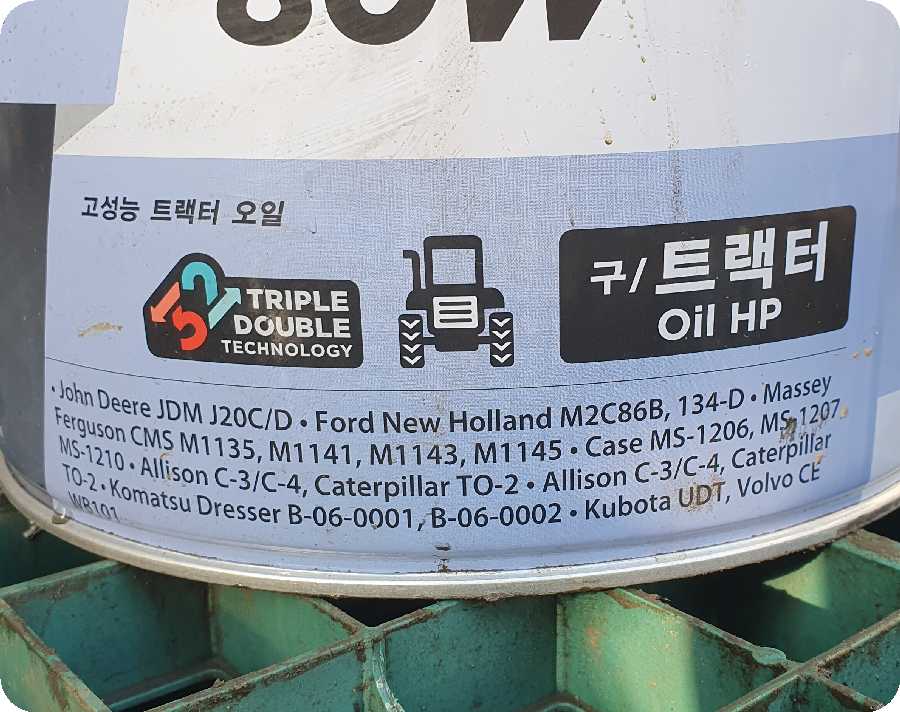 80W
고성능 트랙터 오일
TRIPLE
DOUBLE
TECHNOLOGY
구/트랙터
Oil HP
• John Deere JDM J20C/D • Ford New Holland M2C86B, 134-D • Massey
Ferguson CMS M1135, M1141, M1143, M1145 • Case MS-1206, MS-1207,
MS-1210 • Allison C-3/C-4, Caterpillar TO-2 • Allison C-3/C-4, Caterpillar
TO-2 • Komatsu Dresser B-06-0001, B-06-0002 • Kubota UDT, Volvo CE
WB101